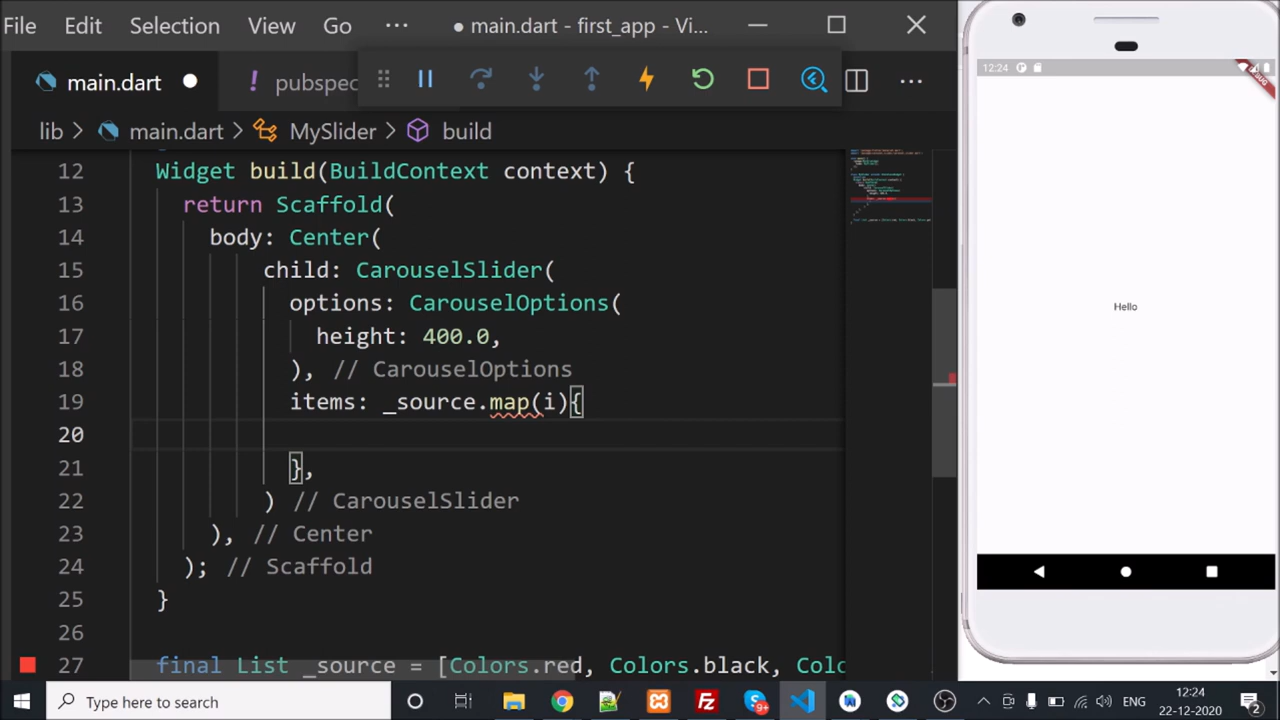 File Edit Selection View Go ··· ● main.dart - first_app - Vi...
main.dart ● ! pubspec ···
lib > main.dart > MySlider > build
12 Widget build(BuildContext context) {
13 return Scaffold(
14 body: Center(
15 child: CarouselSlider(
16 options: CarouselOptions(
17 height: 400.0,
18 ), // CarouselOptions
19 items: _source.map(i){
20
21 },
22 ) // CarouselSlider
23 ), // Center
24 ); // Scaffold
25 }
26
27 final List _source = [Colors.red, Colors.black, Colo
12:24
DEBUG
Hello
Type here to search
9+
ENG
12:24
22-12-2020
2